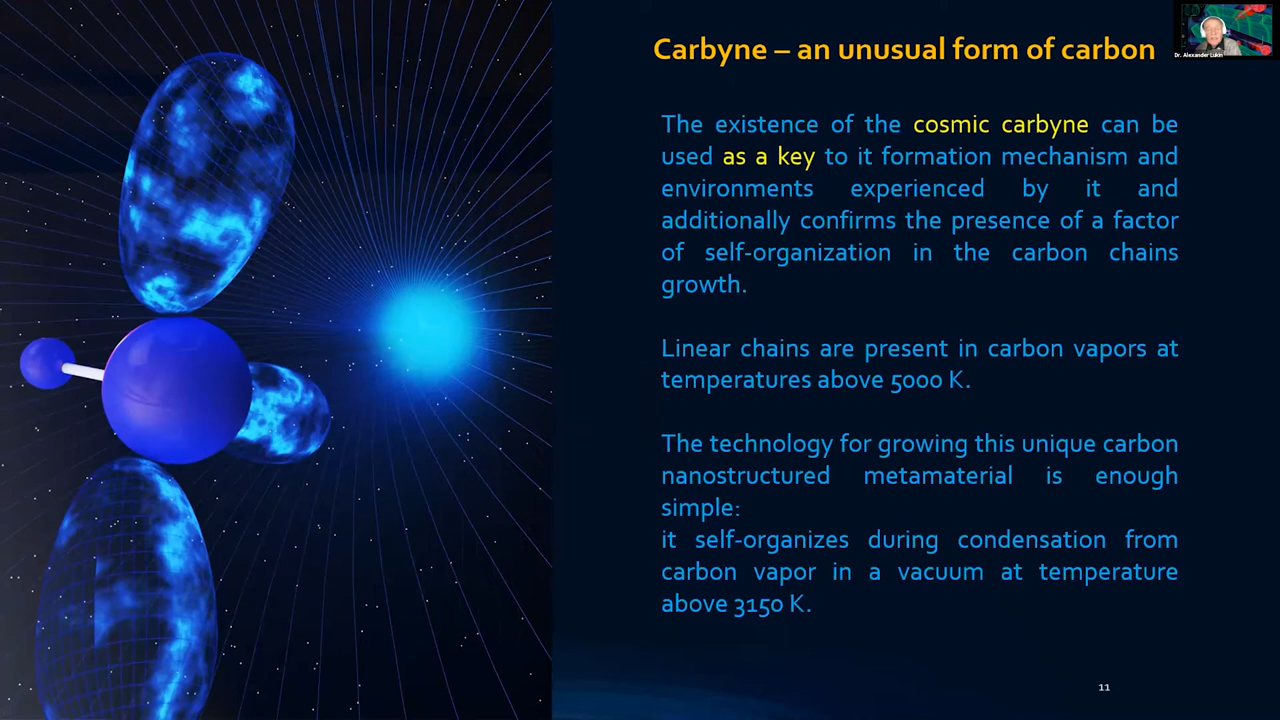 Carbyne – an unusual form of carbon
Dr. Alexander Lukin
The existence of the cosmic carbyne can be
used as a key to it formation mechanism and
environments experienced by it and
additionally confirms the presence of a factor
of self-organization in the carbon chains
growth.
Linear chains are present in carbon vapors at
temperatures above 5000 K.
The technology for growing this unique carbon
nanostructured metamaterial is enough
simple:
it self-organizes during condensation from
carbon vapor in a vacuum at temperature
above 3150 K.
11